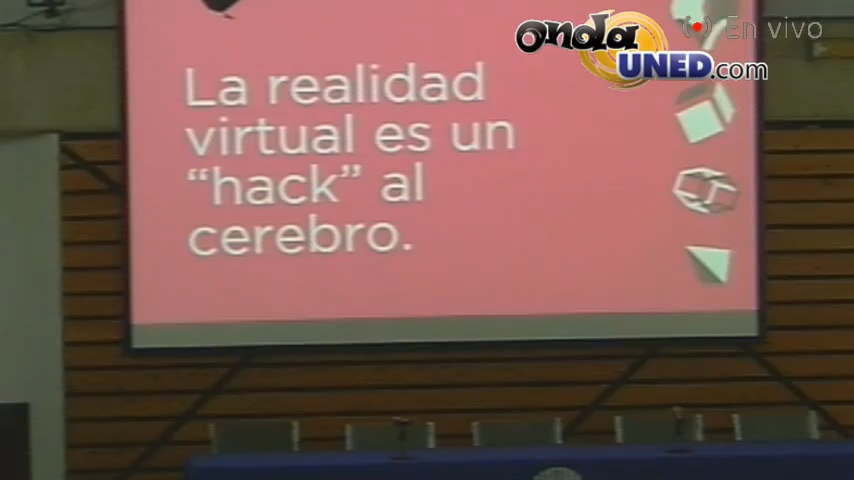 onda
UNED.com
En vivo
La realidad
virtual es un
“hack” al
cerebro.